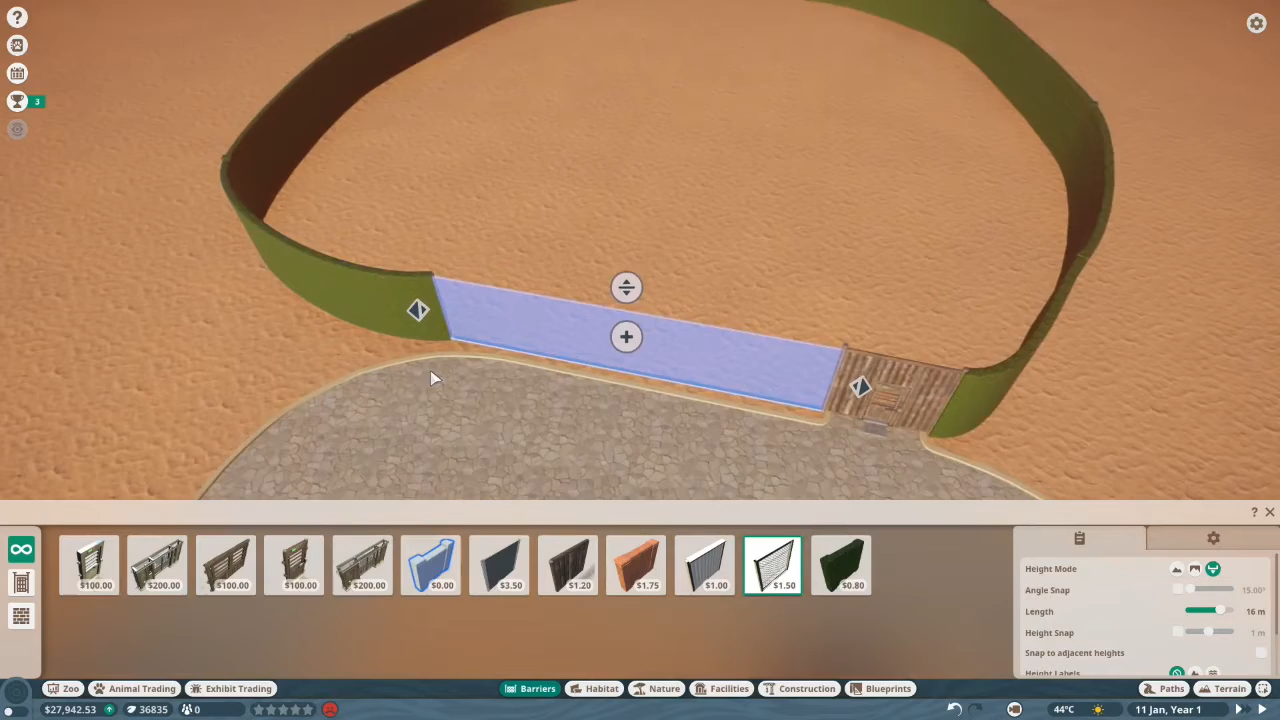 ?
3
?
$100.00
$200.00
$100.00
$100.00
$200.00
$0.00
$3.50
$1.20
$1.75
$1.00
$1.50
$0.80
Height Mode
Angle Snap 15.00°
Length 16 m
Height Snap 1 m
Snap to adjacent heights
Height Labels
Zoo
Animal Trading
Exhibit Trading
Barriers
Habitat
Nature
Facilities
Construction
Blueprints
Paths
Terrain
$27,942.53
36835
0
44°C
11 Jan, Year 1